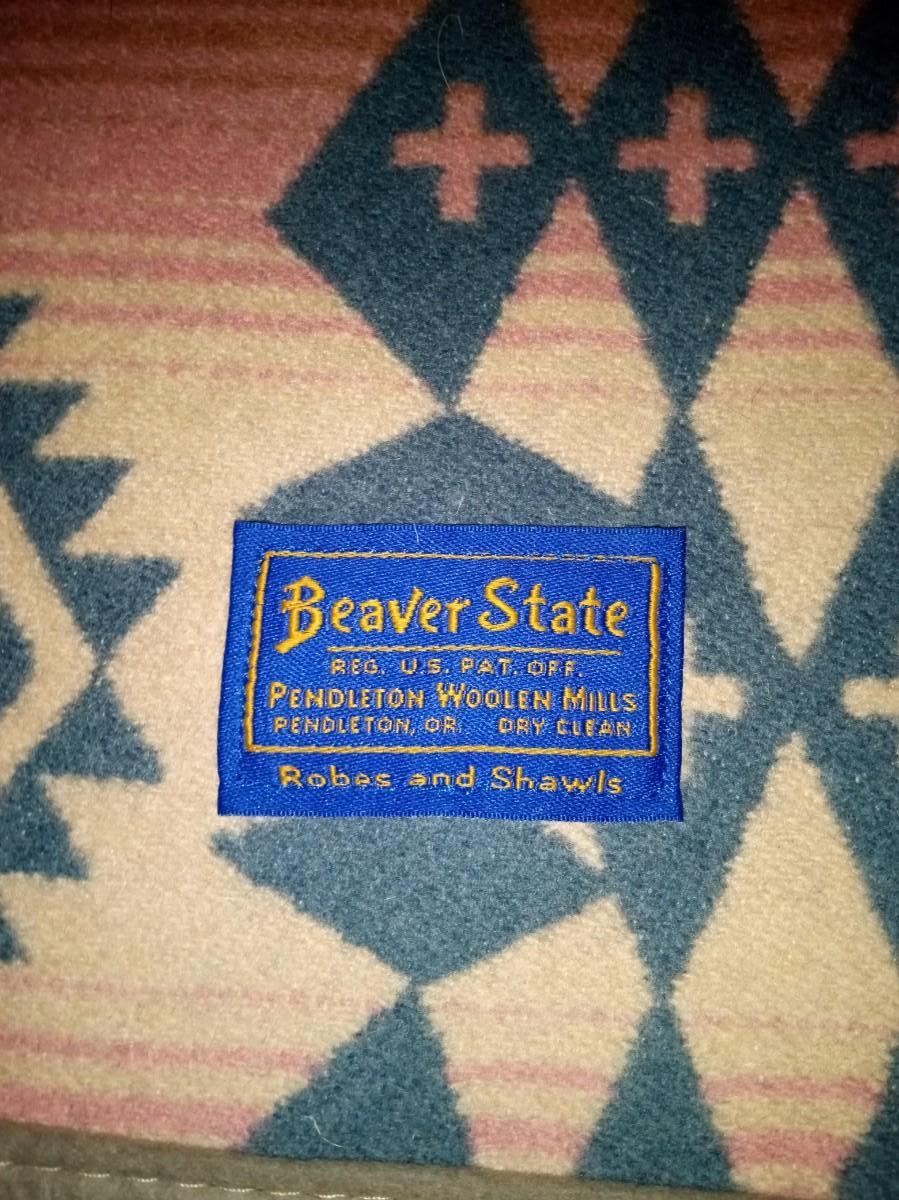 Beaver State
REG. U.S. PAT. OFF.
PENDLETON WOOLEN MILLS
PENDLETON, OR. DRY CLEAN
Robes and Shawls